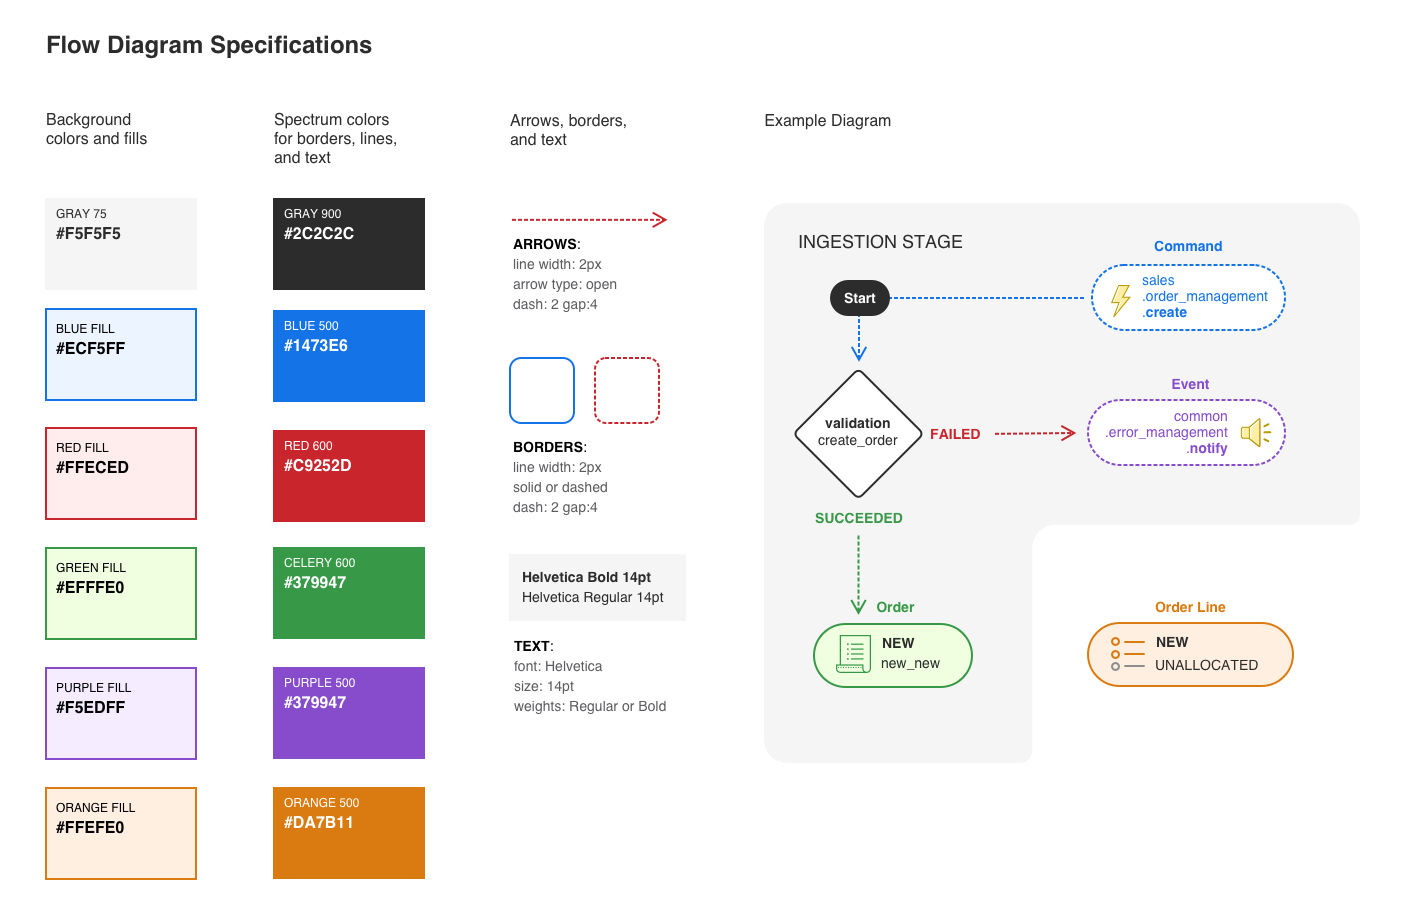 Flow Diagram Specifications
Background
colors and fills
GRAY 75
#F5F5F5
BLUE FILL
#ECF5FF
RED FILL
#FFECED
GREEN FILL
#EFFFE0
PURPLE FILL
#F5EDFF
ORANGE FILL
#FFEFE0
Spectrum colors
for borders, lines,
and text
GRAY 900
#2C2C2C
BLUE 500
#1473E6
RED 600
#C9252D
CELERY 600
#379947
PURPLE 500
#379947
ORANGE 500
#DA7B11
Arrows, borders,
and text
ARROWS:
line width: 2px
arrow type: open
dash: 2 gap:4
BORDERS:
line width: 2px
solid or dashed
dash: 2 gap:4
Helvetica Bold 14pt
Helvetica Regular 14pt
TEXT:
font: Helvetica
size: 14pt
weights: Regular or Bold
Example Diagram
INGESTION STAGE
Command
Start
sales
.order_management
.create
Event
validation
create_order
FAILED
common
.error_management
.notify
SUCCEEDED
Order
NEW
new_new
Order Line
NEW
UNALLOCATED